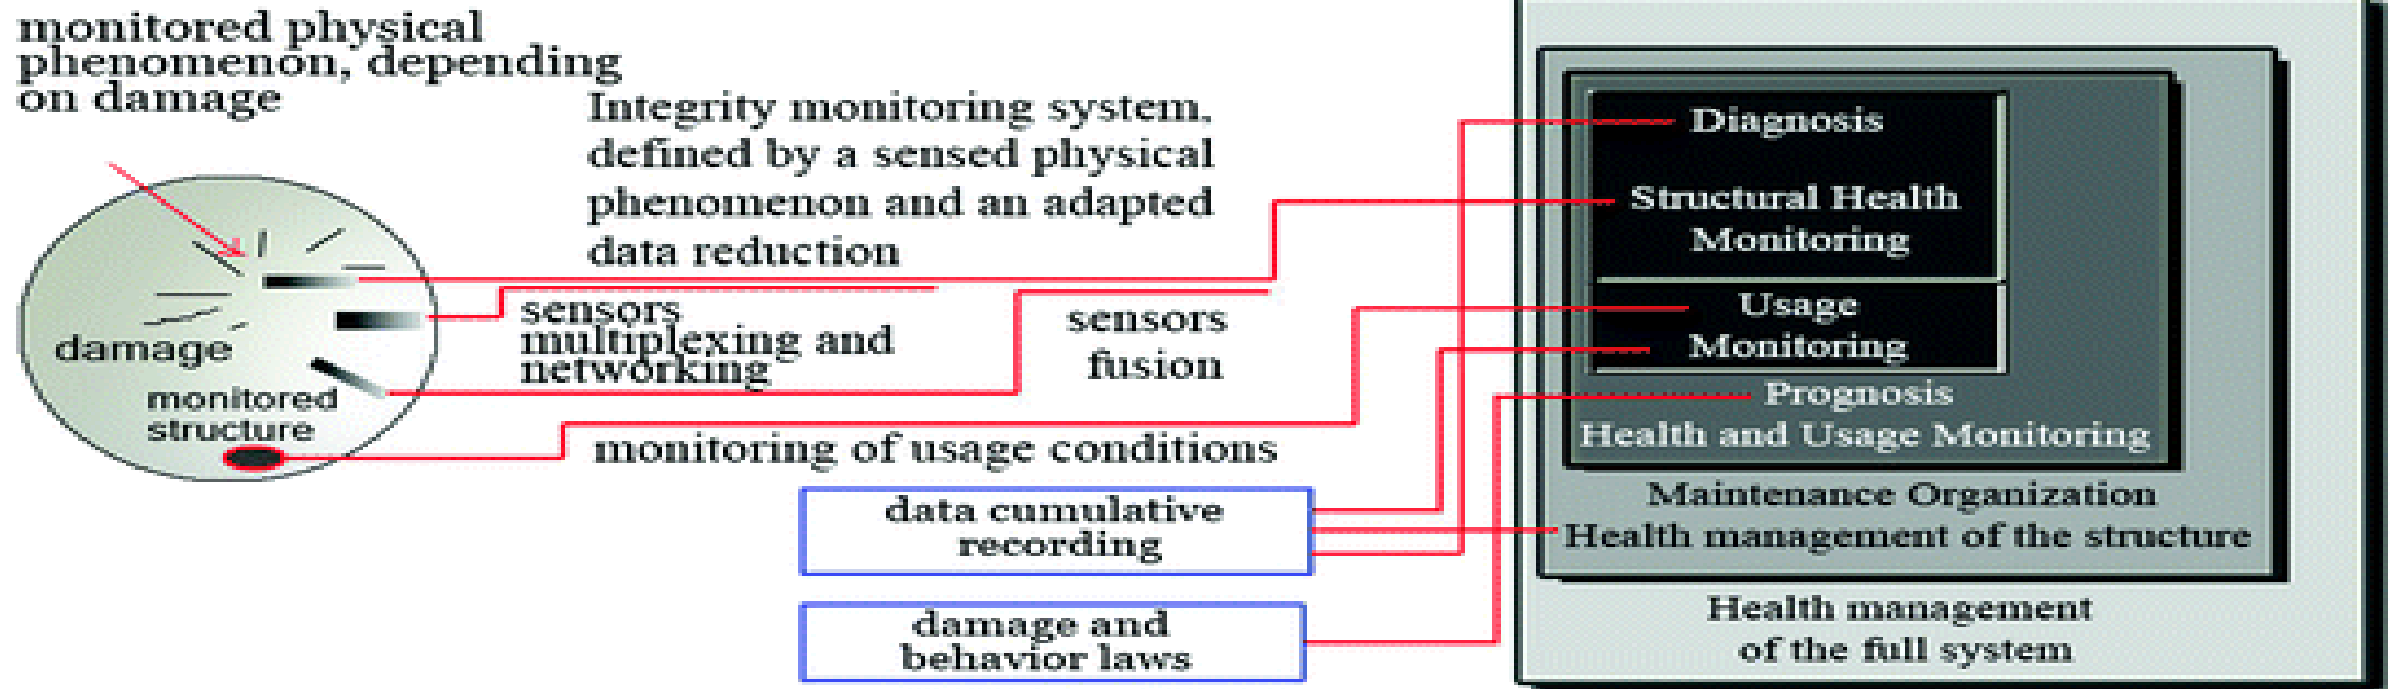 monitored physical
phenomenon, depending
on damage
Integrity monitoring system,
defined by a sensed physical
phenomenon and an adapted
data reduction
sensors
multiplexing and
networking
sensors
fusion
damage
monitored
structure
monitoring of usage conditions
data cumulative
recording
damage and
behavior laws
Diagnosis
Structural Health
Monitoring
Usage
Monitoring
Prognosis
Health and Usage Monitoring
Maintenance Organization
Health management of the structure
Health management
of the full system